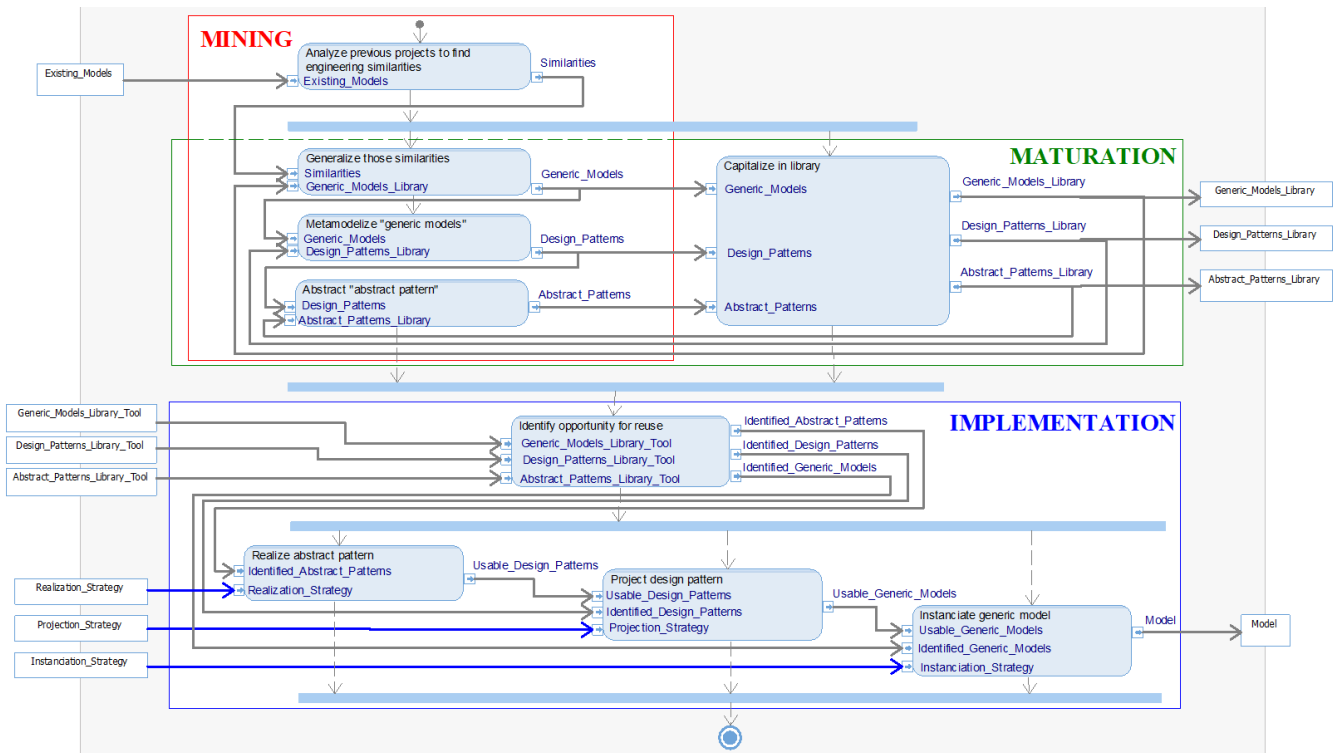 MINING
Analyze previous projects to find
engineering similarities
Existing_Models
Existing_Models
Similarities
MATURATION
Generalize those similarities
Similarities
Generic_Models_Library
Generic_Models
Capitalize in library
Generic_Models
Design_Patterns
Abstract_Patterns
Generic_Models_Library
Generic_Models_Library
Metamodelize "generic models"
Generic_Models
Design_Patterns_Library
Design_Patterns
Design_Patterns_Library
Design_Patterns_Library
Abstract "abstract pattern"
Design_Patterns
Abstract_Patterns_Library
Abstract_Patterns
Abstract_Patterns_Library
Abstract_Patterns_Library
IMPLEMENTATION
Generic_Models_Library_Tool
Design_Patterns_Library_Tool
Abstract_Patterns_Library_Tool
Identify opportunity for reuse
Generic_Models_Library_Tool
Design_Patterns_Library_Tool
Abstract_Patterns_Library_Tool
Identified_Abstract_Patterns
Identified_Design_Patterns
Identified_Generic_Models
Realize abstract pattern
Identified_Abstract_Patterns
Realization_Strategy
Realization_Strategy
Usable_Design_Patterns
Project design pattern
Usable_Design_Patterns
Identified_Design_Patterns
Projection_Strategy
Projection_Strategy
Usable_Generic_Models
Instanciate generic model
Usable_Generic_Models
Identified_Generic_Models
Instanciation_Strategy
Instanciation_Strategy
Model
Model